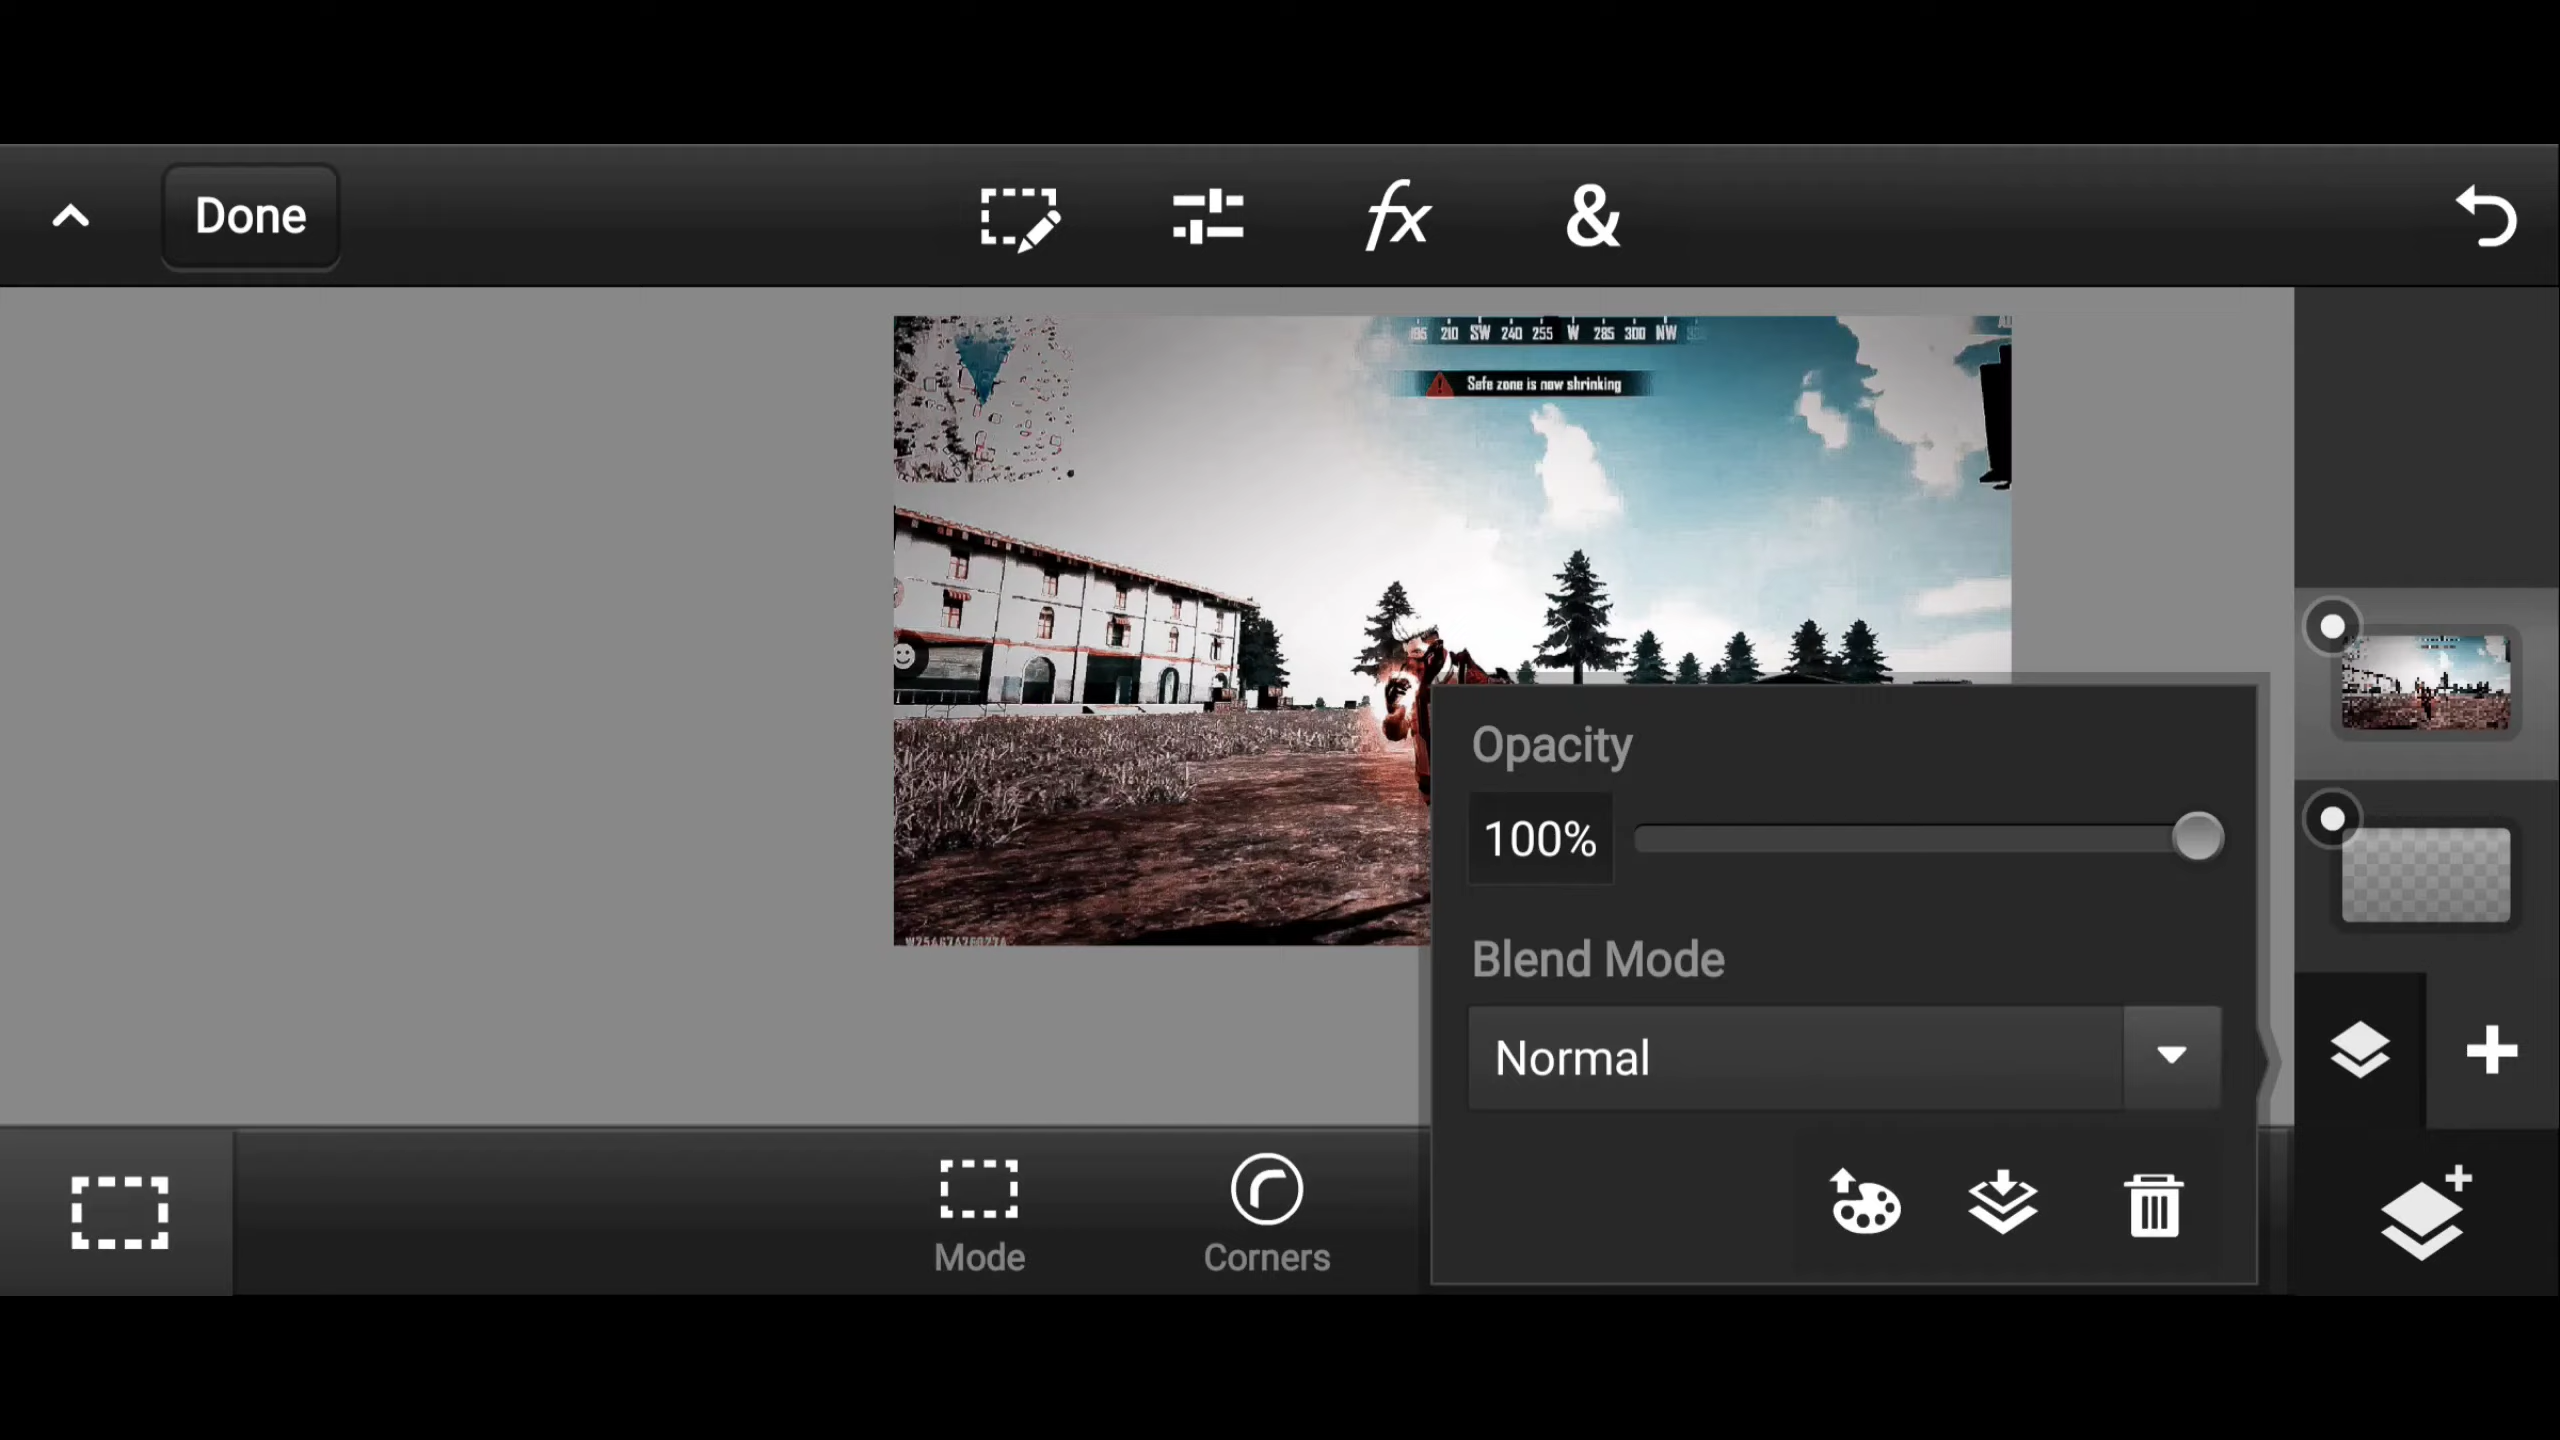 Done
fx
&
195 210 SW 240 255 W 285 300 NW
Safe zone is now shrinking
Opacity
100%
Blend Mode
Normal
Mode
Corners